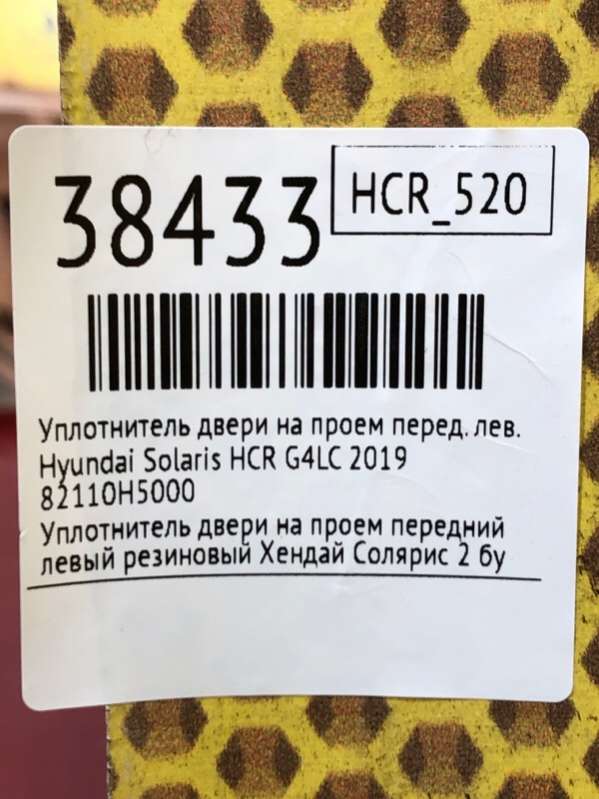 38433
HCR_520
Уплотнитель двери на проем перед. лев.
Hyundai Solaris HCR G4LC 2019
82110H5000
Уплотнитель двери на проем передний
левый резиновый Хендай Солярис 2 бу